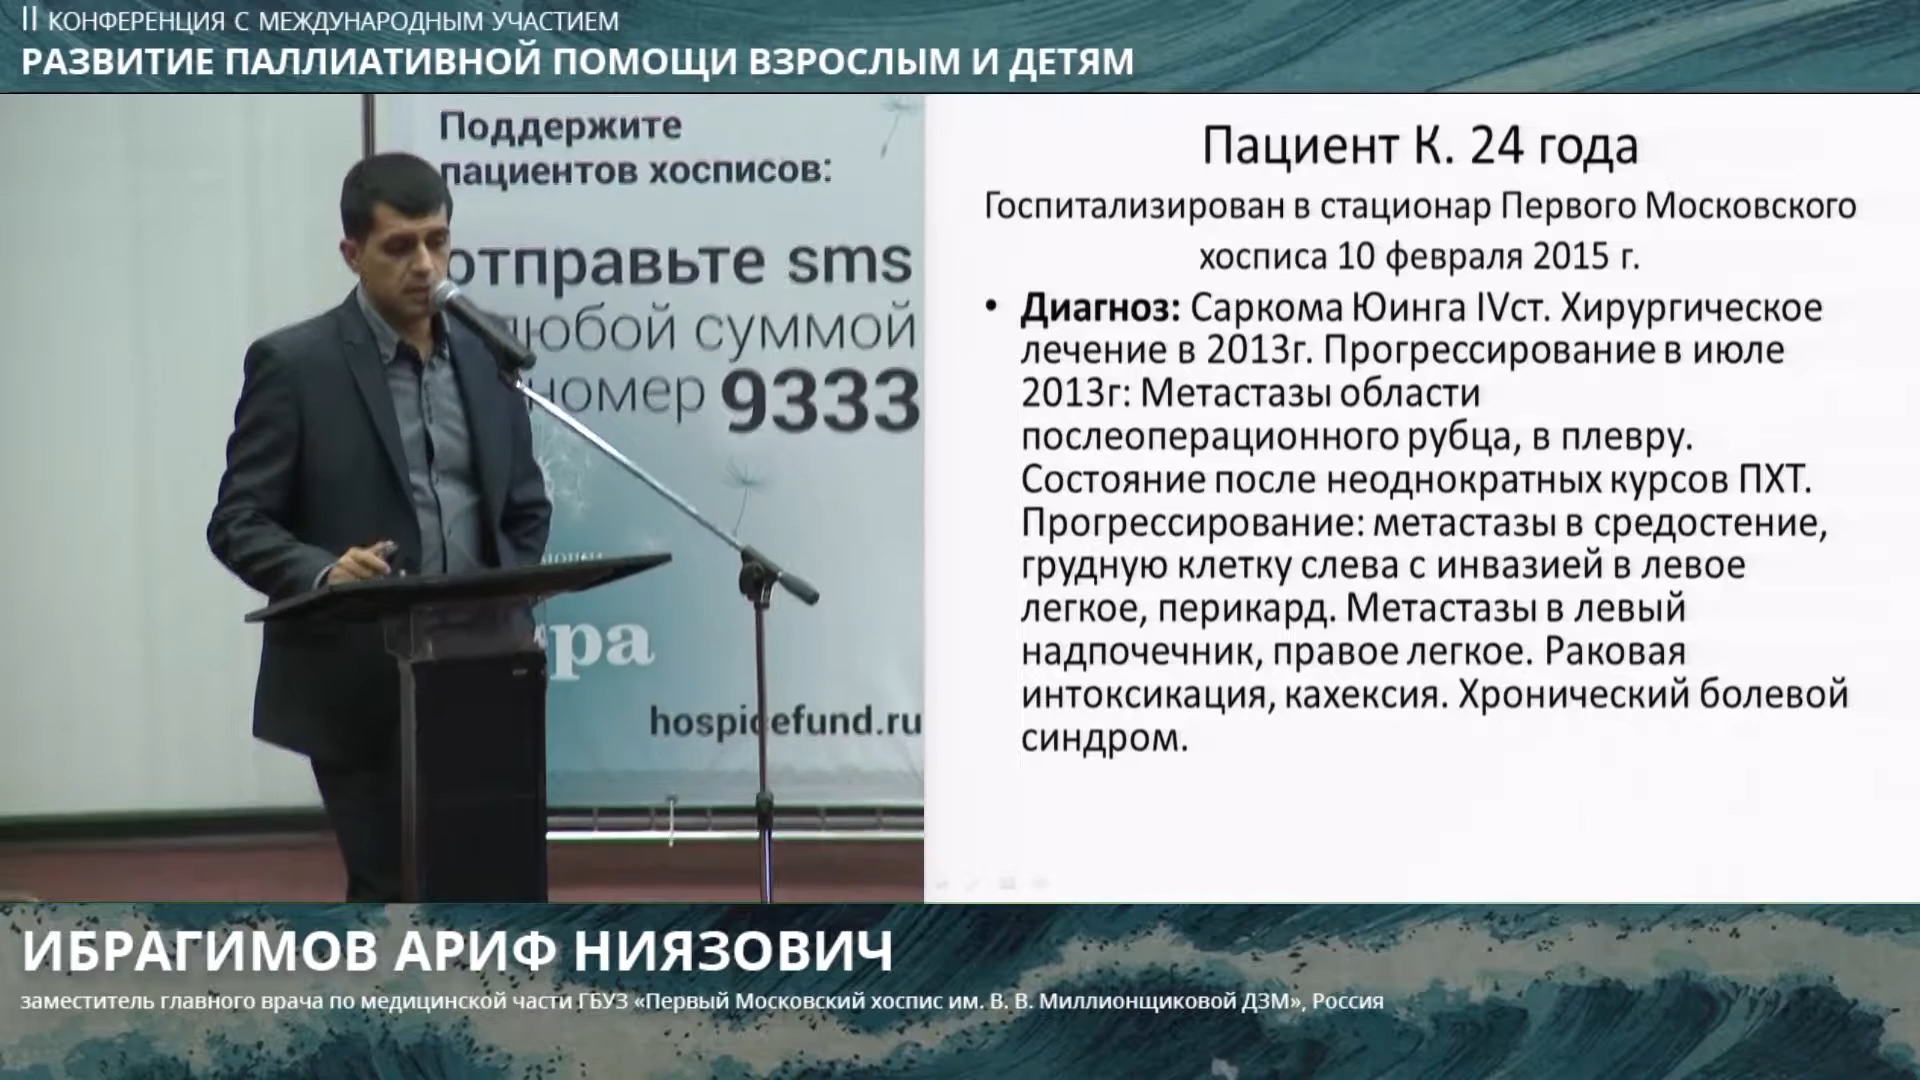 II КОНФЕРЕНЦИЯ С МЕЖДУНАРОДНЫМ УЧАСТИЕМ
РАЗВИТИЕ ПАЛЛИАТИВНОЙ ПОМОЩИ ВЗРОСЛЫМ И ДЕТЯМ
Поддержите
пациентов хосписов:
отправьте sms
любой суммой
номер 9333
hospicefund.ru
Пациент К. 24 года
Госпитализирован в стационар Первого Московского
хосписа 10 февраля 2015 г.
• Диагноз: Саркома Юинга IVст. Хирургическое
лечение в 2013г. Прогрессирование в июле
2013г: Метастазы области
послеоперационного рубца, в плевру.
Состояние после неоднократных курсов ПХТ.
Прогрессирование: метастазы в средостение,
грудную клетку слева с инвазией в левое
легкое, перикард. Метастазы в левый
надпочечник, правое легкое. Раковая
интоксикация, кахексия. Хронический болевой
синдром.
ИБРАГИМОВ АРИФ НИЯЗОВИЧ
заместитель главного врача по медицинской части ГБУЗ «Первый Московский хоспис им. В. В. Миллионщиковой ДЗМ», Россия